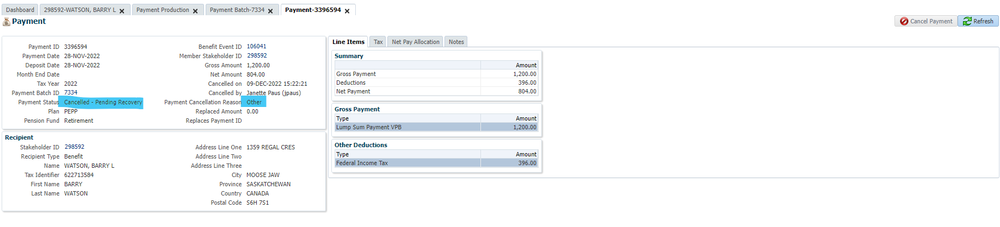 Dashboard 298592-WATSON, BARRY L Payment Production Payment Batch-7334 Payment-3396594
Payment
Cancel Payment Refresh
Payment ID 3396594
Payment Date 28-NOV-2022
Deposit Date 28-NOV-2022
Month End Date
Tax Year 2022
Payment Batch ID 7334
Payment Status Cancelled - Pending Recovery
Plan PEPP
Pension Fund Retirement
Benefit Event ID 106041
Member Stakeholder ID 298592
Gross Amount 1,200.00
Net Amount 804.00
Cancelled on 09-DEC-2022 15:22:21
Cancelled by Janette Paus (jpaus)
Payment Cancellation Reason Other
Replaced Amount 0.00
Replaces Payment ID
Recipient
Stakeholder ID 298592
Recipient Type Benefit
Name WATSON, BARRY L
Tax Identifier 622713584
First Name BARRY
Last Name WATSON
Address Line One 1359 REGAL CRES
Address Line Two
Address Line Three
City MOOSE JAW
Province SASKATCHEWAN
Country CANADA
Postal Code S6H 7S1
Line Items Tax Net Pay Allocation Notes
Summary
Amount
Gross Payment 1,200.00
Deductions 396.00
Net Payment 804.00
Gross Payment
Type Amount
Lump Sum Payment VPB 1,200.00
Other Deductions
Type Amount
Federal Income Tax 396.00